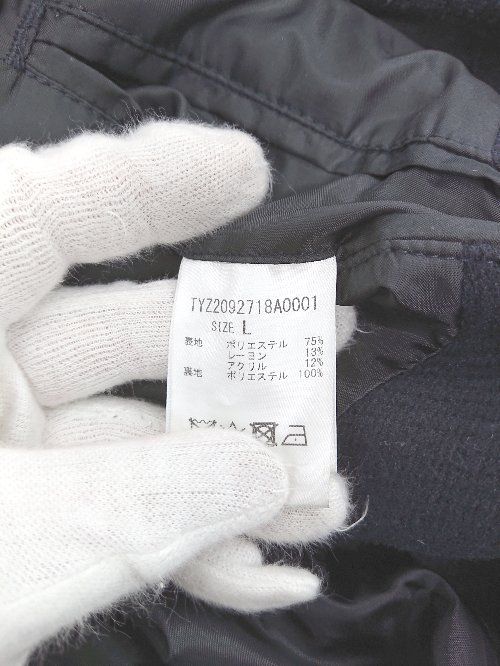 TYZ2092718A0001
SIZE L
表地 ポリエステル 75%
レーヨン 13%
アクリル 12%
裏地 ポリエステル 100%